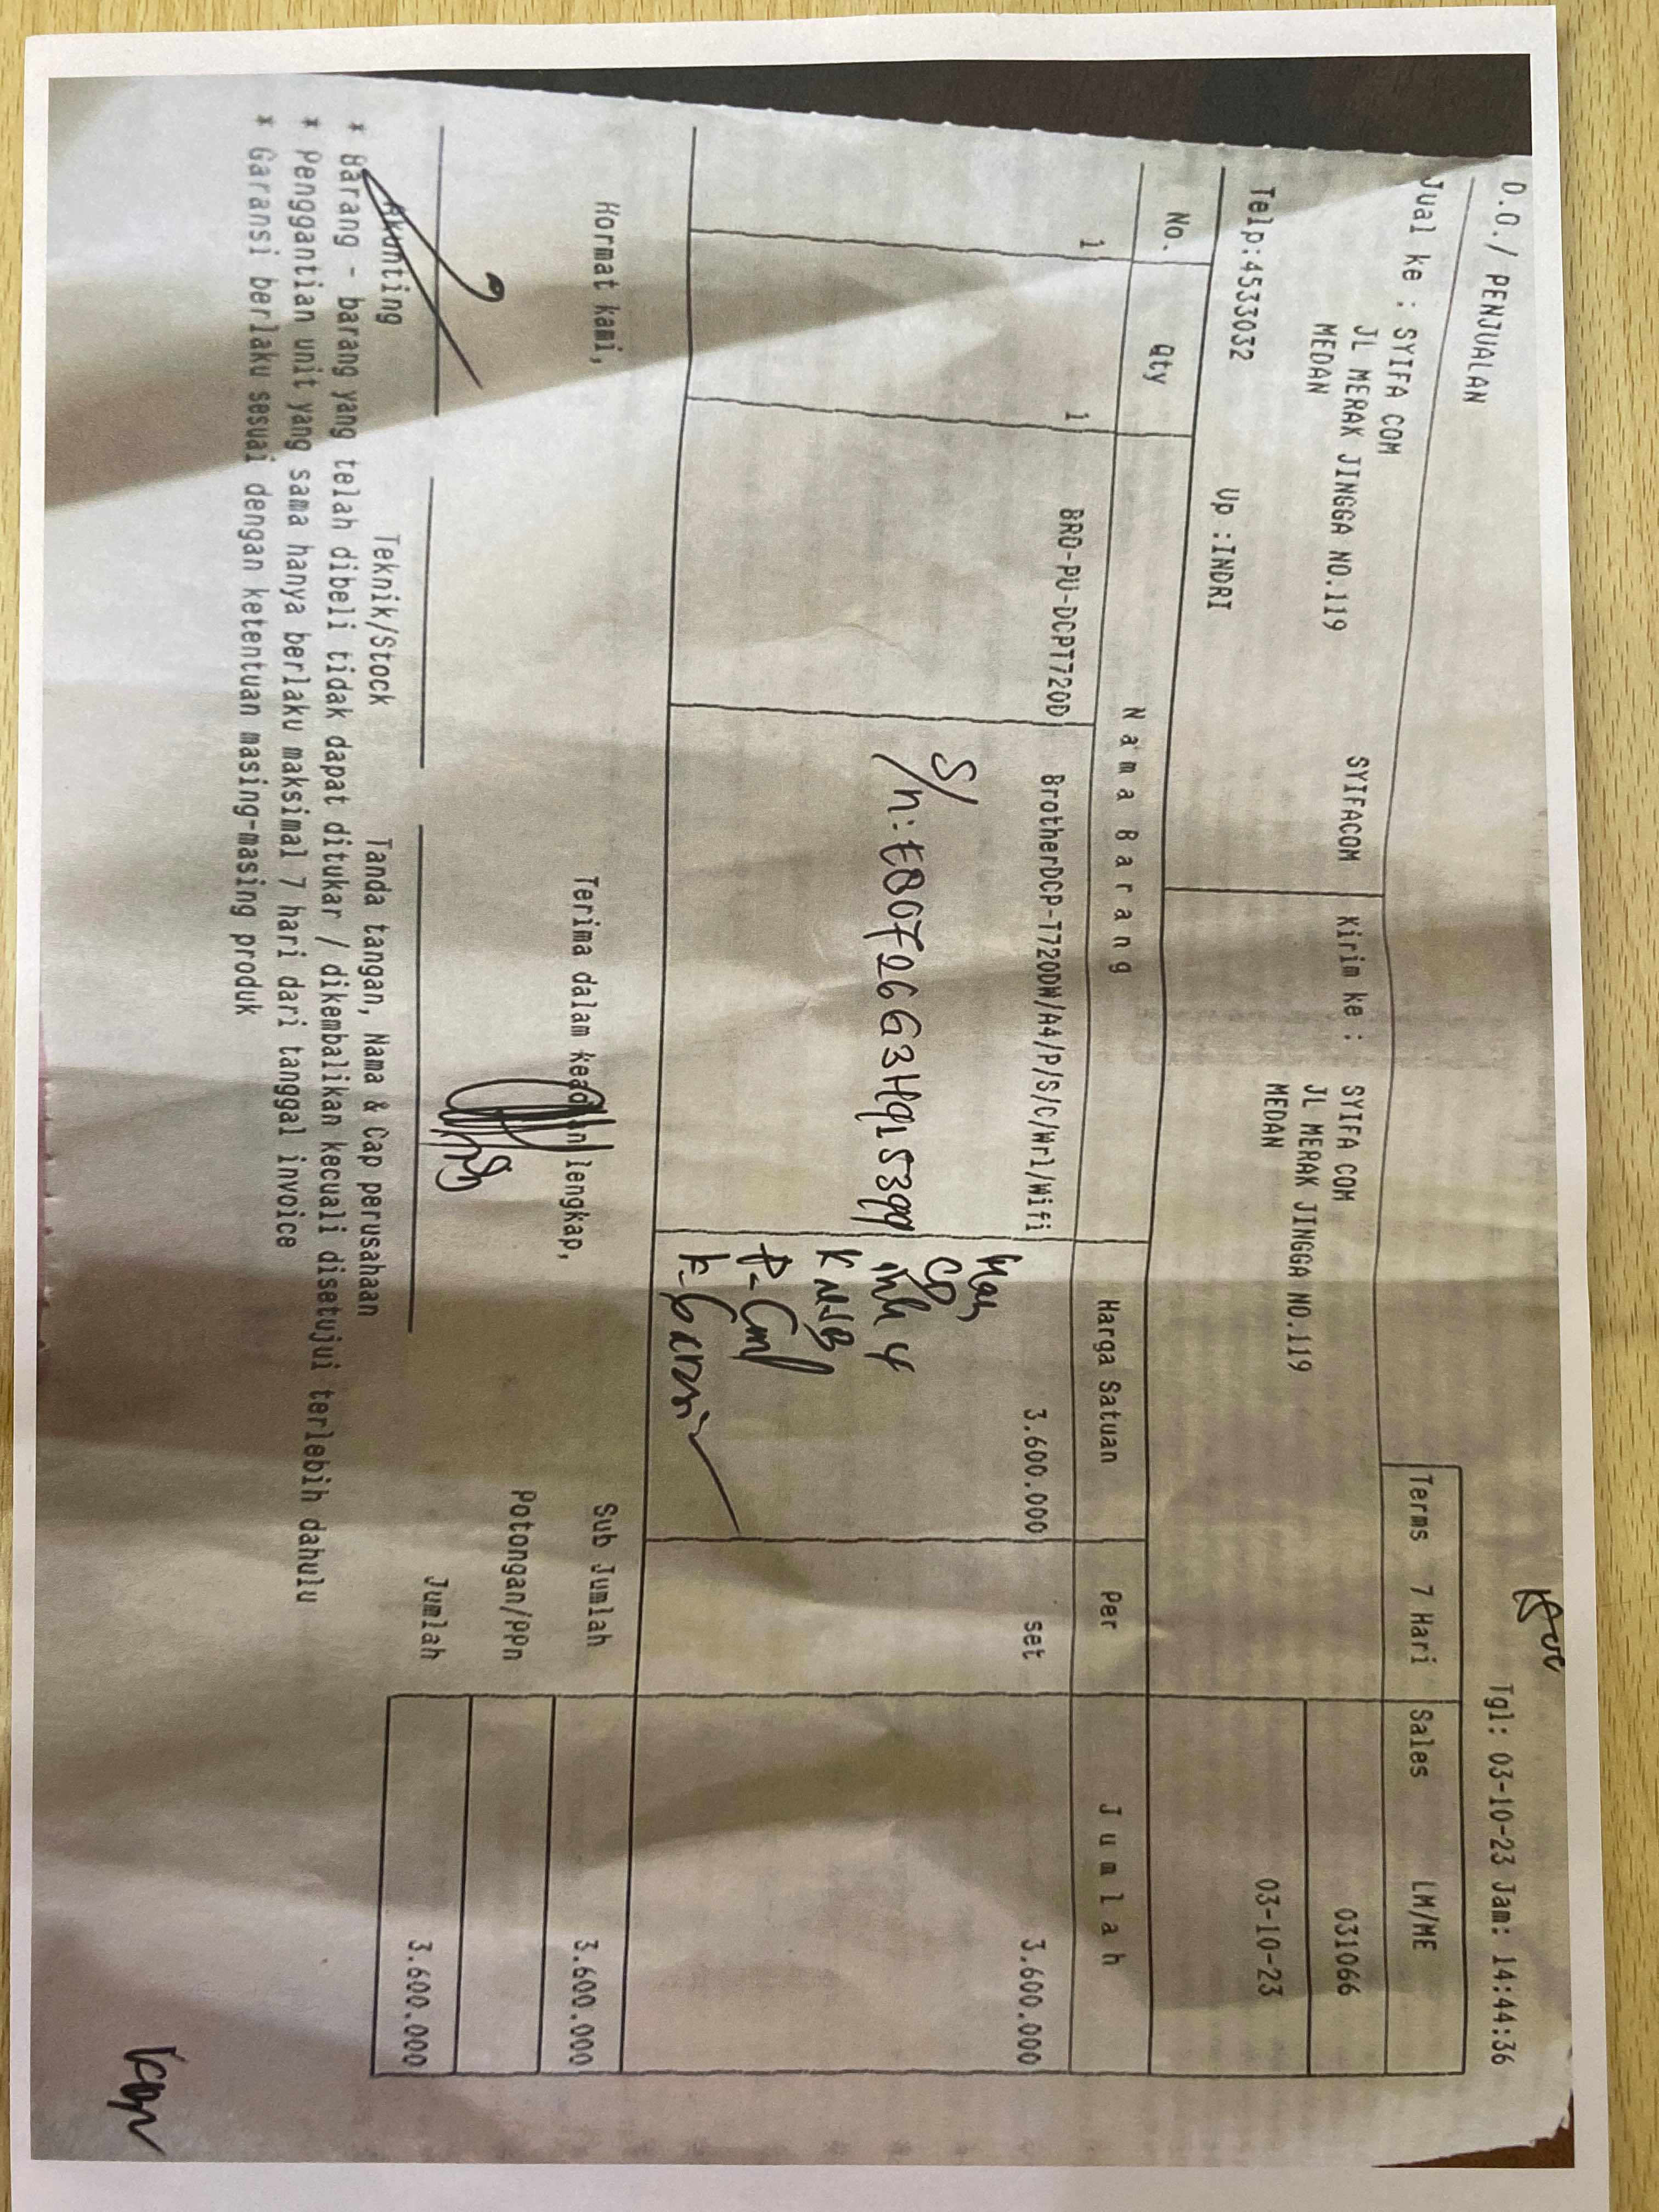 D.O./ PENJUALAN
Tgl: 03-10-23 Jam: 14:44:36
Terms 7 Hari Sales LM/ME
Jual ke : SYIFA COM SYIFACOM
JL MERAK JINGGA NO.119
MEDAN
Kirim ke : SYIFA COM
JL MERAK JINGGA NO.119
MEDAN
031066
03-10-23
Telp:4533032 Up :INDRI
No. Qty Nama Barang Harga Satuan Per Jumlah
1 1 BRO-PU-DCPT720D BrotherDCP-T720DW/A4/P/S/C/Wrl/Wifi 3.600.000 set 3.600.000
CD
S/n:
Hormat kami,
Terima dalam keadaan lengkap,
Sub Jumlah 3.600.000
Potongan/PPn
Jumlah 3.600.000
Akunting Teknik/Stock Tanda tangan, Nama & Cap perusahaan
* Barang - barang yang telah dibeli tidak dapat ditukar / dikembalikan kecuali disetujui terlebih dahulu
* Penggantian unit yang sama hanya berlaku maksimal 7 hari dari tanggal invoice
* Garansi berlaku sesuai dengan ketentuan masing-masing produk